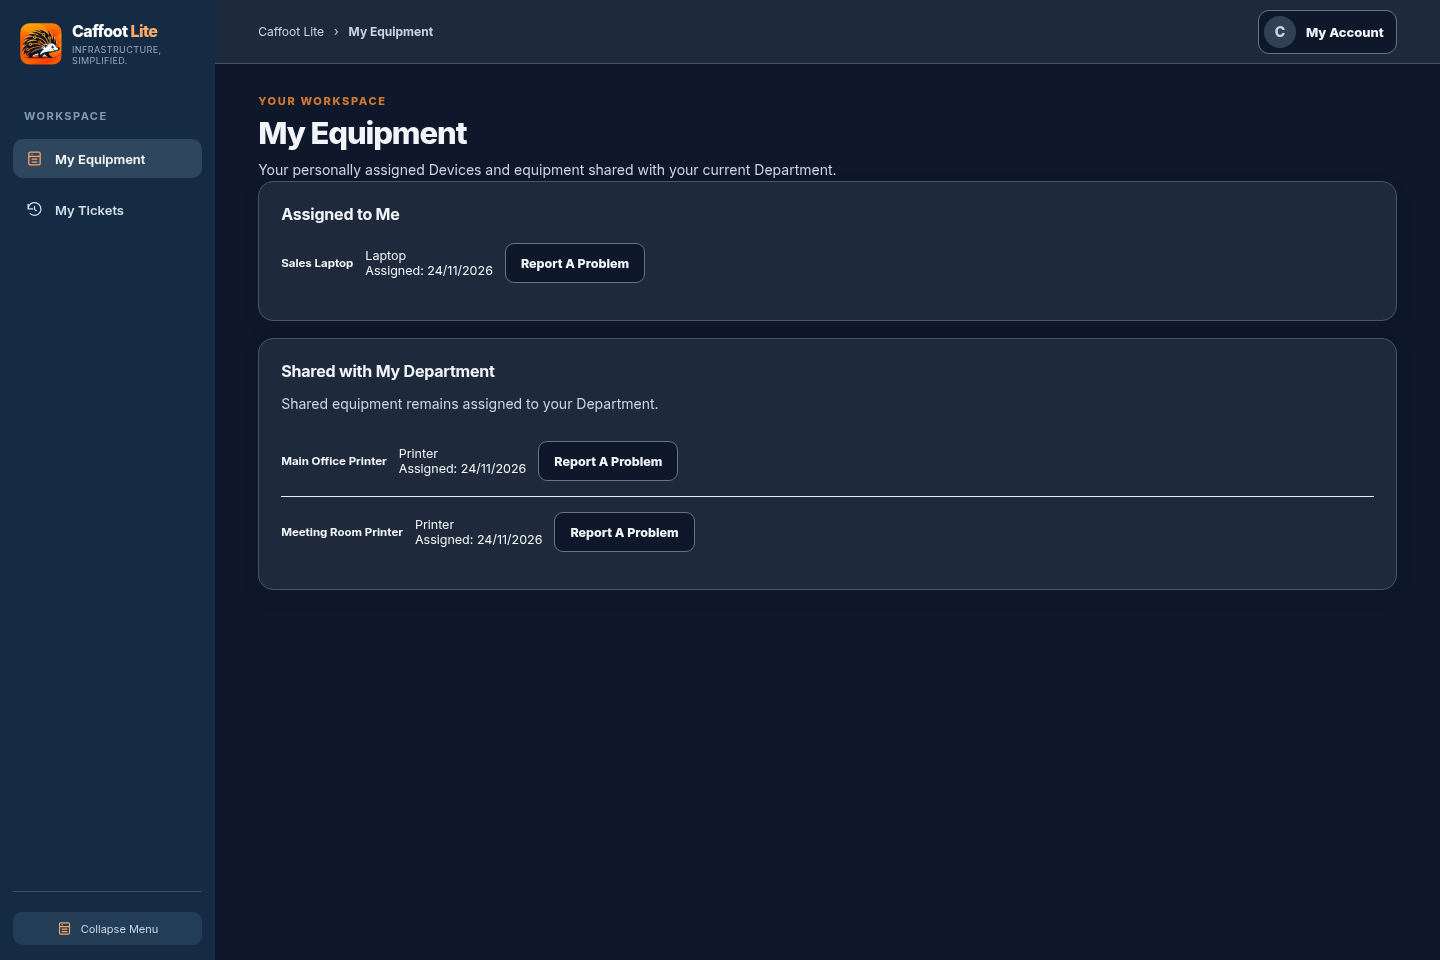 Caffoot Lite
INFRASTRUCTURE,
SIMPLIFIED.
WORKSPACE
My Equipment
My Tickets
Collapse Menu
Caffoot Lite › My Equipment
C My Account
YOUR WORKSPACE
My Equipment
Your personally assigned Devices and equipment shared with your current Department.
Assigned to Me
Sales Laptop
Laptop
Assigned: 24/11/2026
Report A Problem
Shared with My Department
Shared equipment remains assigned to your Department.
Main Office Printer
Printer
Assigned: 24/11/2026
Report A Problem
Meeting Room Printer
Printer
Assigned: 24/11/2026
Report A Problem